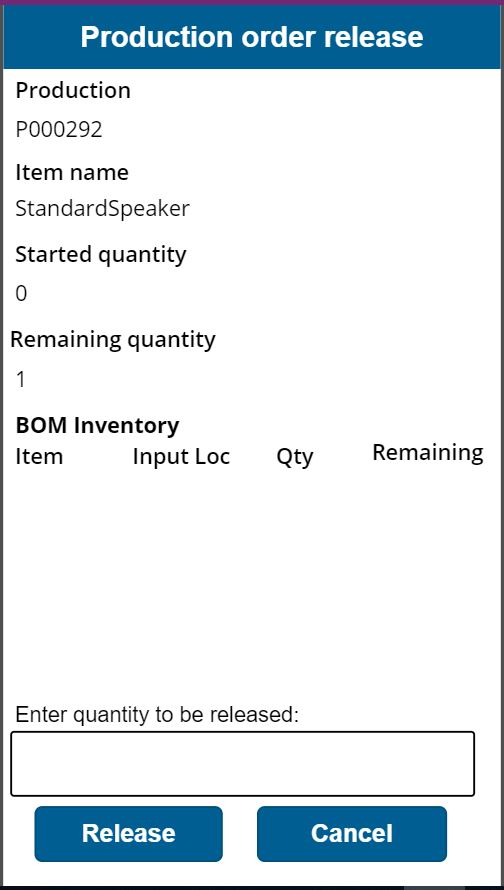 Production order release
Production
P000292
Item name
StandardSpeaker
Started quantity
0
Remaining quantity
1
BOM Inventory
Item Input Loc Qty Remaining
Enter quantity to be released:
Release Cancel